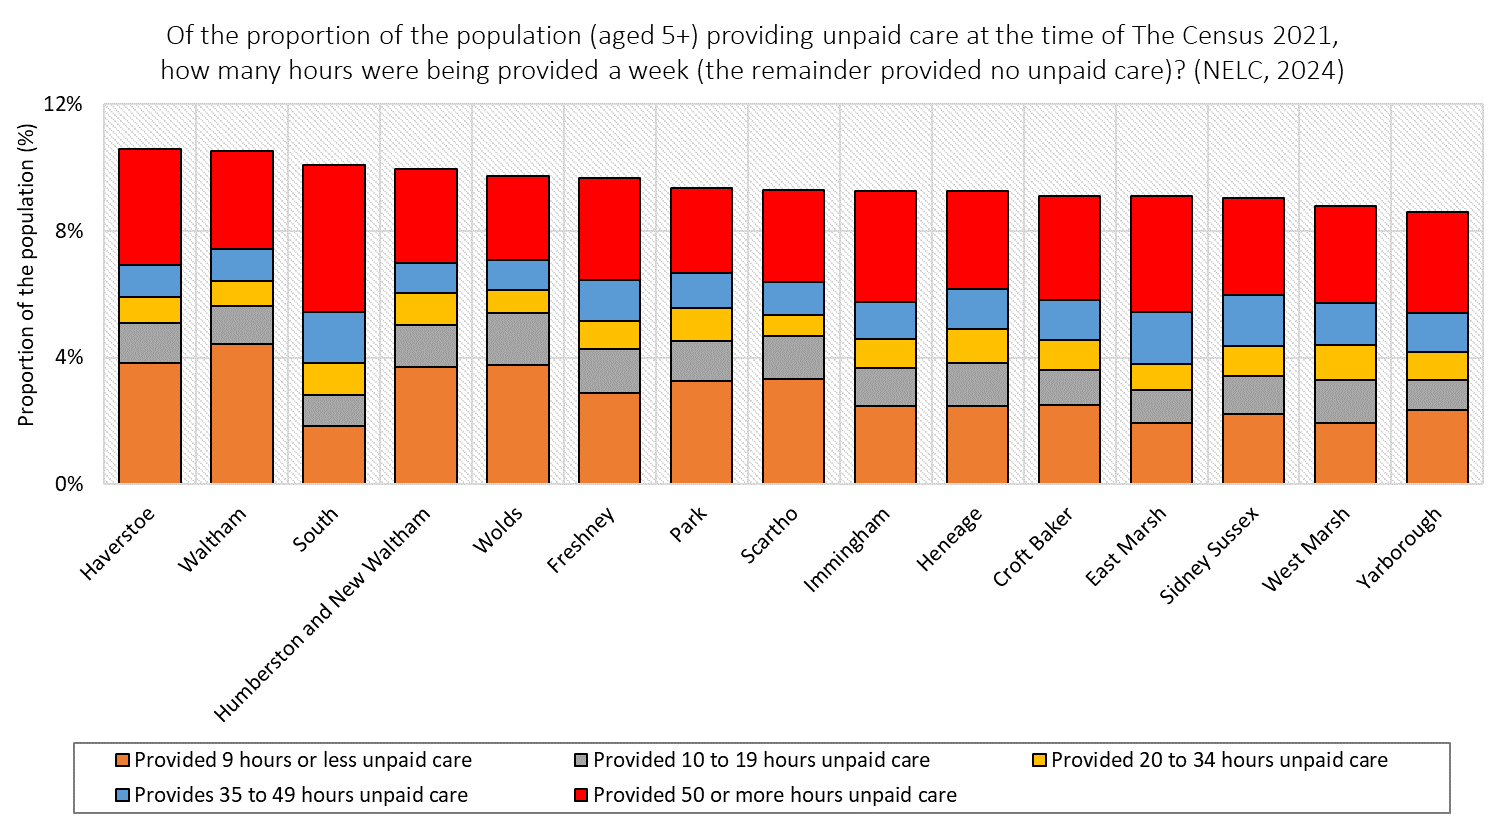 Of the proportion of the population (aged 5+) providing unpaid care at the time of The Census 2021,
how many hours were being provided a week (the remainder provided no unpaid care)? (NELC, 2024)
Proportion of the population (%)
12%
8%
4%
0%
Haverstoe
Waltham
South
Humberston and New Waltham
Wolds
Freshney
Park
Scartho
Immingham
Heneage
Croft Baker
East Marsh
Sidney Sussex
West Marsh
Yarborough
Provided 9 hours or less unpaid care
Provided 10 to 19 hours unpaid care
Provided 20 to 34 hours unpaid care
Provides 35 to 49 hours unpaid care
Provided 50 or more hours unpaid care